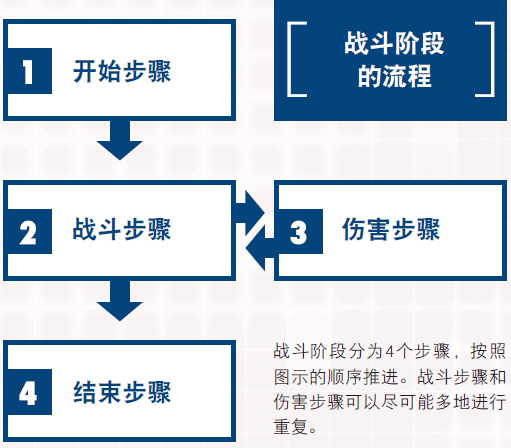 战斗阶段
的流程
1 开始步骤
2 战斗步骤
3 伤害步骤
4 结束步骤
战斗阶段分为4个步骤，按照
图示的顺序推进。战斗步骤和
伤害步骤可以尽可能多地进行
重复。